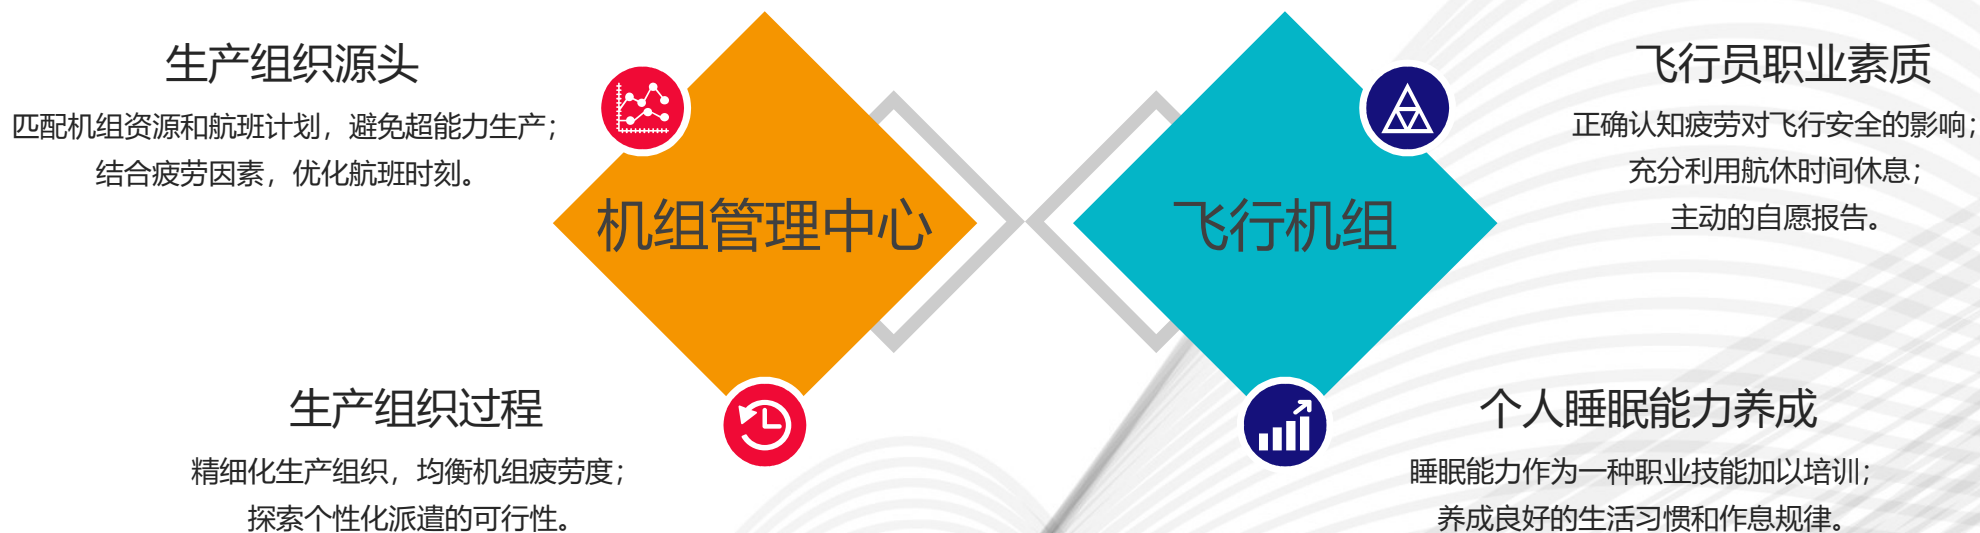 生产组织源头
匹配机组资源和航班计划，避免超能力生产；
结合疲劳因素，优化航班时刻。
机组管理中心
生产组织过程
精细化生产组织，均衡机组疲劳度；
探索个性化派遣的可行性。
飞行机组
飞行员职业素质
正确认知疲劳对飞行安全的影响；
充分利用航休时间休息；
主动的自愿报告。
个人睡眠能力养成
睡眠能力作为一种职业技能加以培训；
养成良好的生活习惯和作息规律。